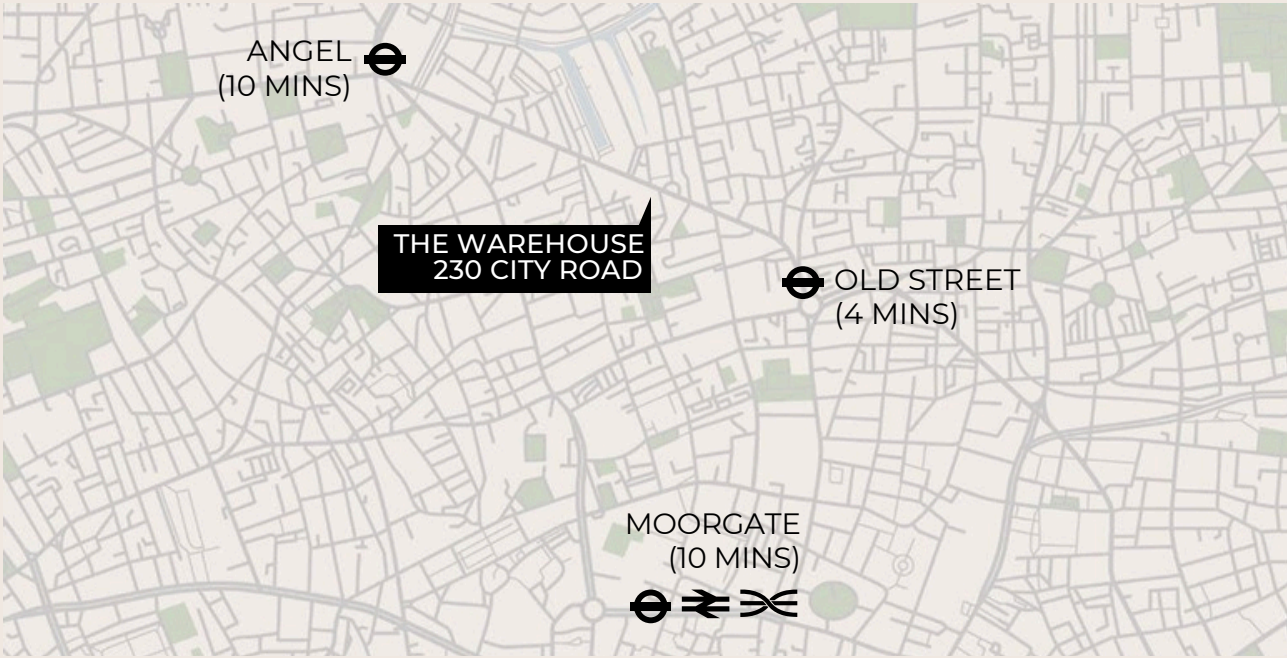 ANGEL
(10 MINS)
THE WAREHOUSE
230 CITY ROAD
OLD STREET
(4 MINS)
MOORGATE
(10 MINS)